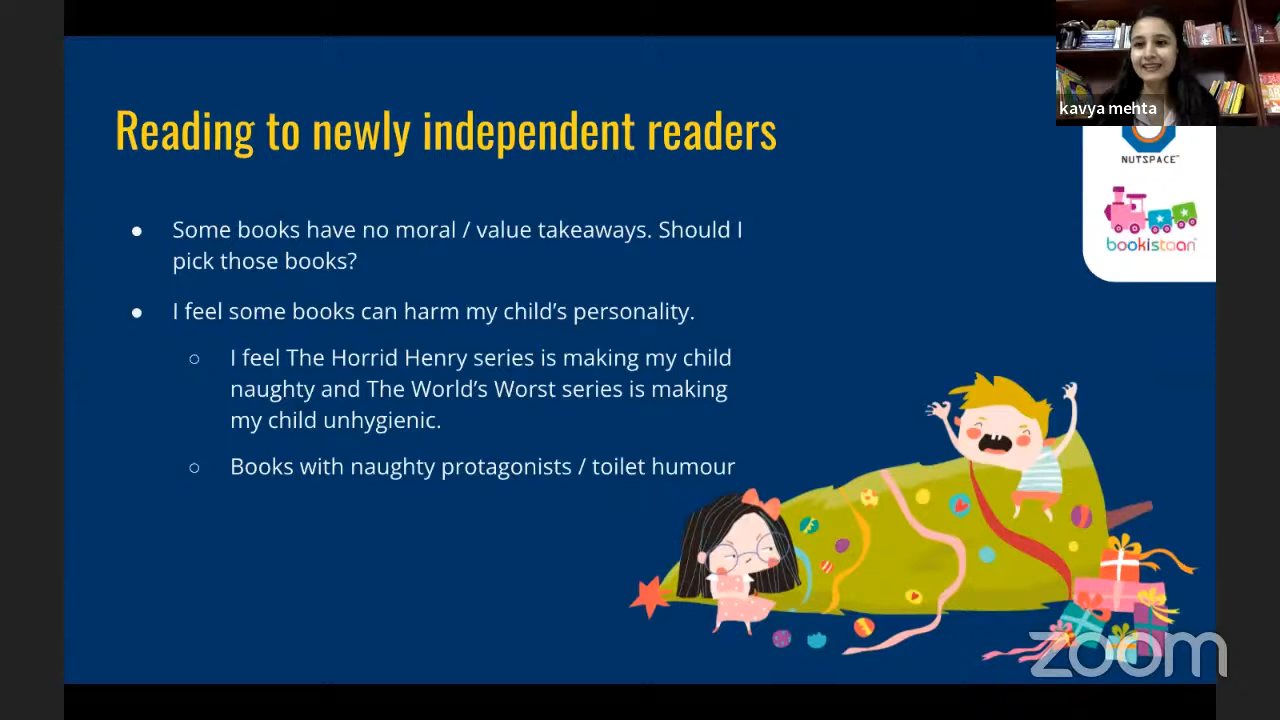 kavya mehta
NUTSPACE™
bookistaan™
Reading to newly independent readers
● Some books have no moral / value takeaways. Should I
pick those books?
● I feel some books can harm my child’s personality.
○ I feel The Horrid Henry series is making my child
naughty and The World’s Worst series is making
my child unhygienic.
○ Books with naughty protagonists / toilet humour
zoom